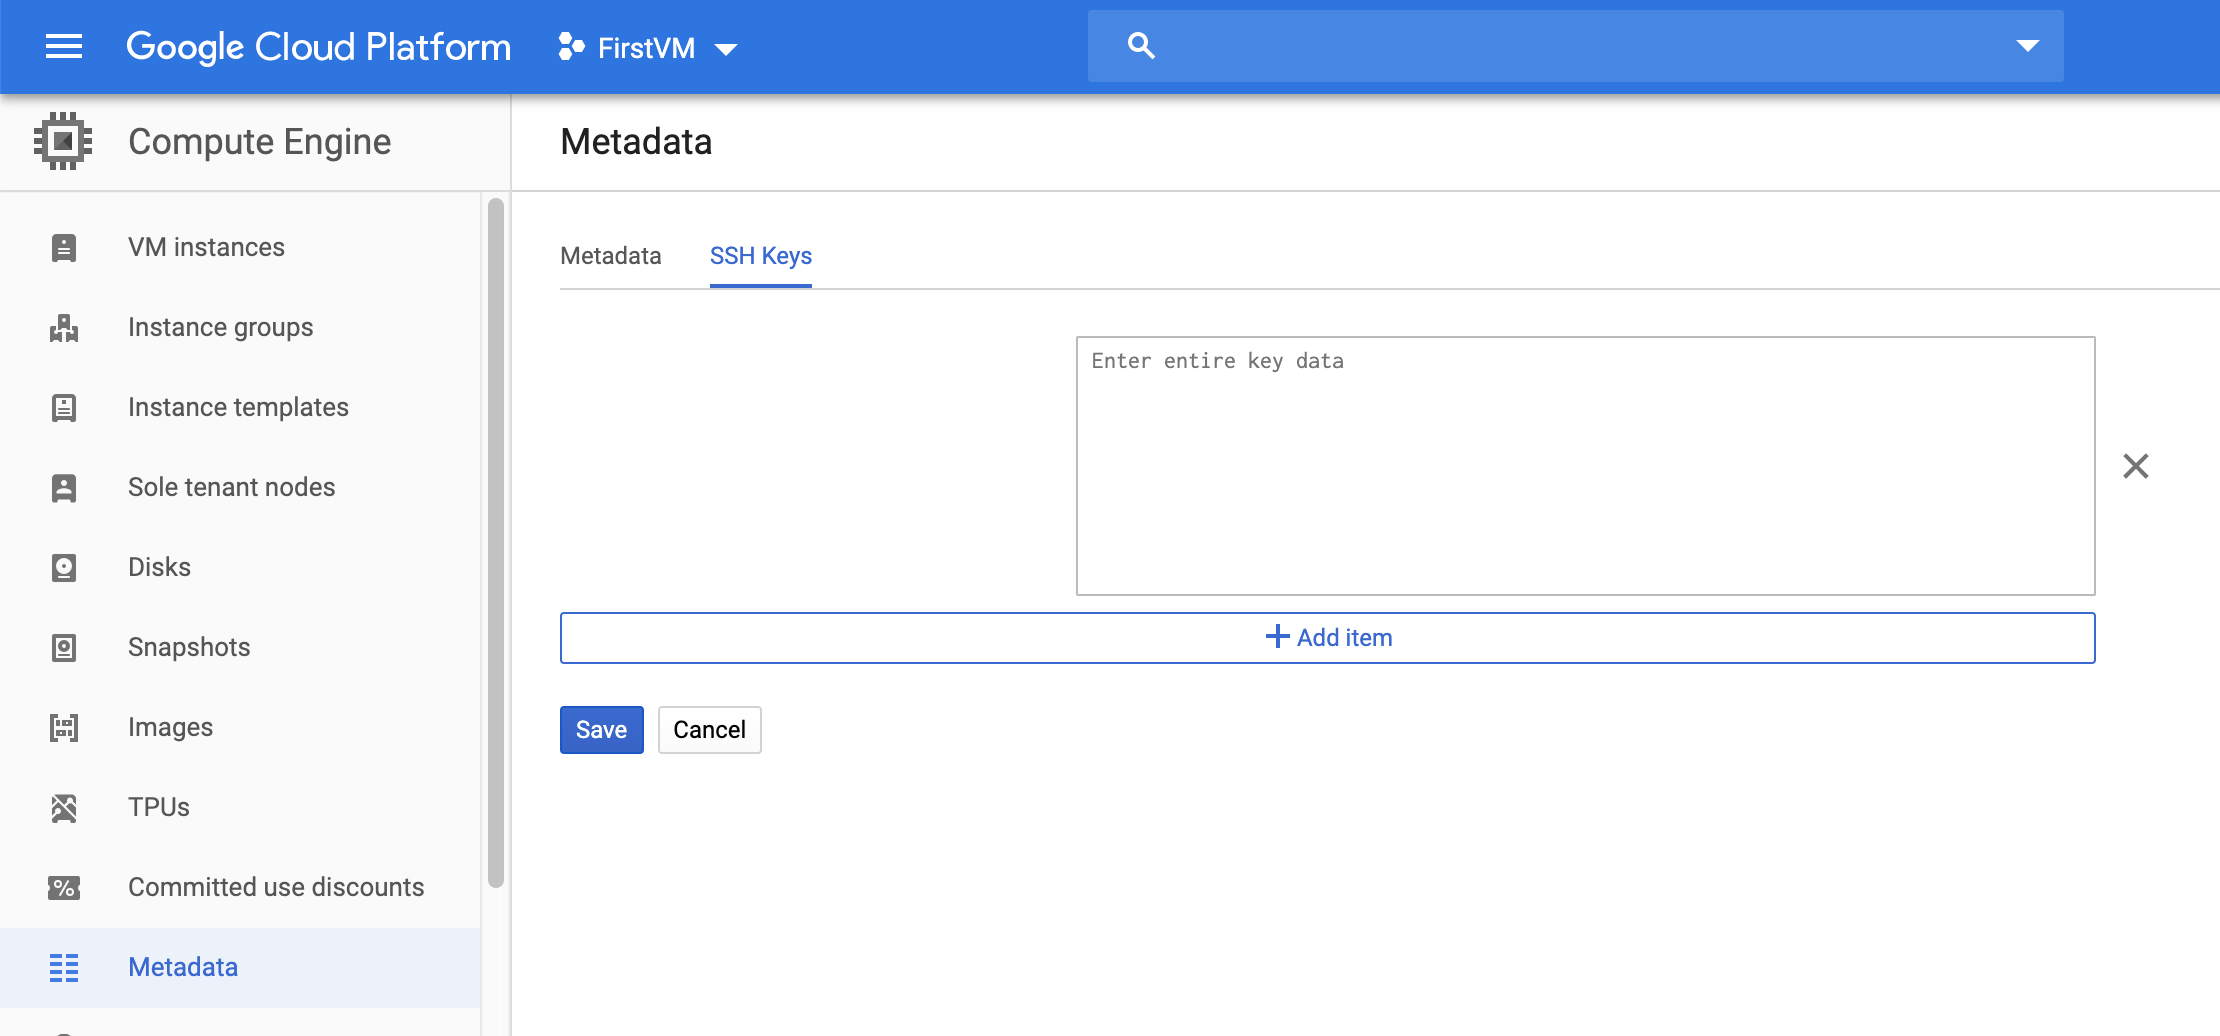 Google Cloud Platform
FirstVM
Compute Engine
Metadata
VM instances
Instance groups
Instance templates
Sole tenant nodes
Disks
Snapshots
Images
TPUs
% Committed use discounts
Metadata
Metadata
SSH Keys
Enter entire key data
Add item
Save
Cancel